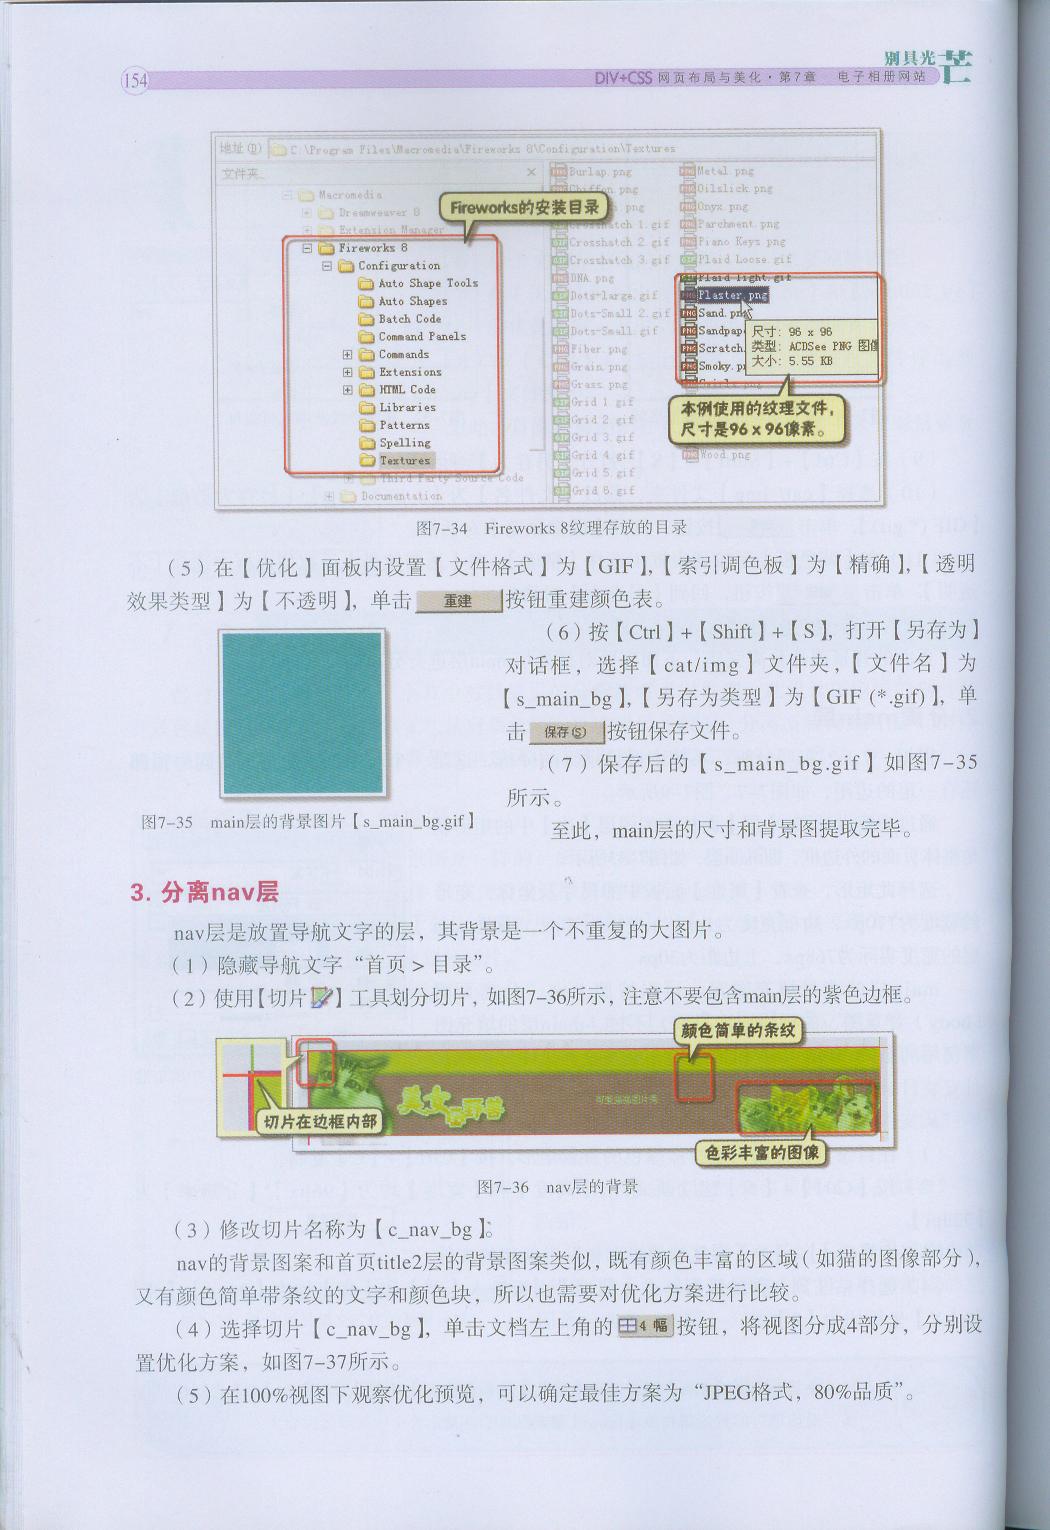 154
别具光芒
DIV+CSS 网页布局与美化·第7章 电子相册网站
地址(D) C:\Program Files\Macromedia\Fireworks 8\Configuration\Textures
文件夹
Macromedia
Dreamweaver 8
Extension Manager
Fireworks 8
Configuration
Auto Shape Tools
Auto Shapes
Batch Code
Command Panels
Commands
Extensions
HTML Code
Libraries
Patterns
Spelling
Textures
Third Party Source Code
Documentation
Fireworks的安装目录
Burlap.png
Chiffon.png
Crosshatch 1.gif
Crosshatch 2.gif
Crosshatch 3.gif
DNA.png
Dots-large.gif
Dots-Small 2.gif
Dots-Small.gif
Fiber.png
Grain.png
Grass.png
Grid 1.gif
Grid 2.gif
Grid 3.gif
Grid 4.gif
Grid 5.gif
Grid 6.gif
Metal.png
Oilslick.png
Onyx.png
Parchment.png
Piano Keys.png
Plaid Loose.gif
Plaid light.gif
Plaster.png
Sand.png
Sandpap
Scratch
Smoky.p
Wood.png
尺寸: 96 x 96
类型: ACDSee PNG 图像
大小: 5.55 KB
本例使用的纹理文件，
尺寸是96 x 96像素。
图7-34 Fireworks 8纹理存放的目录
（5）在【优化】面板内设置【文件格式】为【GIF】，【索引调色板】为【精确】，【透明
效果类型】为【不透明】，单击 重建 按钮重建颜色表。
（6）按【Ctrl】+【Shift】+【S】，打开【另存为】
对话框，选择【cat/img】文件夹，【文件名】为
【s_main_bg】，【另存为类型】为【GIF (*.gif)】，单
击 保存(S) 按钮保存文件。
（7）保存后的【s_main_bg.gif】如图7-35
所示。
图7-35 main层的背景图片【s_main_bg.gif】
至此，main层的尺寸和背景图提取完毕。
3. 分离nav层
nav层是放置导航文字的层，其背景是一个不重复的大图片。
（1）隐藏导航文字“首页 > 目录”。
（2）使用【切片】工具划分切片，如图7-36所示，注意不要包含main层的紫色边框。
颜色简单的条纹
美女与野兽
切片在边框内部
色彩丰富的图像
图7-36 nav层的背景
（3）修改切片名称为【c_nav_bg】。
nav的背景图案和首页title2层的背景图案类似，既有颜色丰富的区域（如猫的图像部分），
又有颜色简单带条纹的文字和颜色块，所以也需要对优化方案进行比较。
（4）选择切片【c_nav_bg】，单击文档左上角的 4 幅 按钮，将视图分成4部分，分别设
置优化方案，如图7-37所示。
（5）在100%视图下观察优化预览，可以确定最佳方案为“JPEG格式，80%品质”。